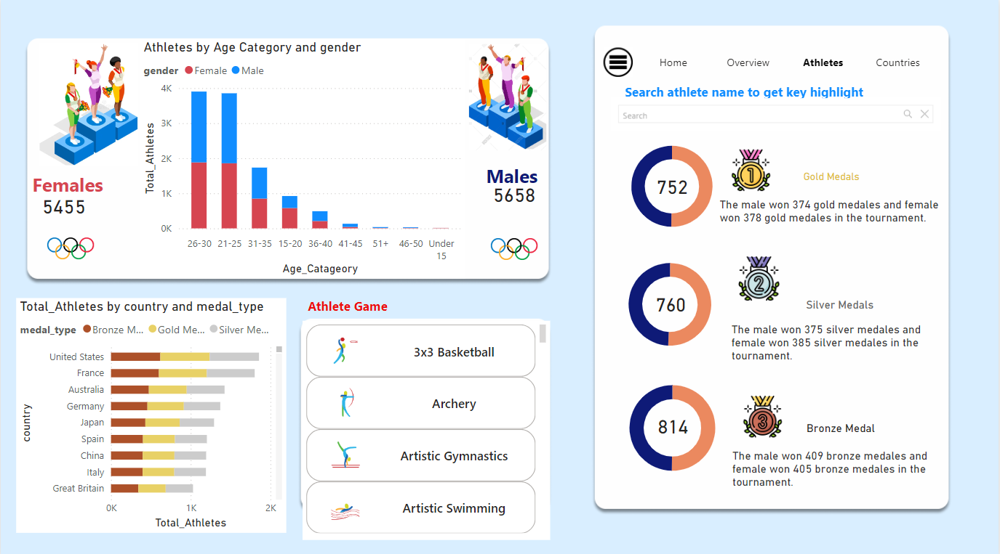 Athletes by Age Category and gender
gender Female Male
Total_Athletes
4K
3K
2K
1K
0K
26-30 21-25 31-35 15-20 36-40 41-45 51+ 46-50 Under
15
Age_Catageory
Females
5455
Males
5658
Total_Athletes by country and medal_type
medal_type Bronze M... Gold Me... Silver Me...
country
United States
France
Australia
Germany
Japan
Spain
China
Italy
Great Britain
0K 1K 2K
Total_Athletes
Athlete Game
3x3 Basketball
Archery
Artistic Gymnastics
Artistic Swimming
Home Overview Athletes Countries
Search athlete name to get key highlight
Search
752
1
Gold Medals
The male won 374 gold medales and female
won 378 gold medales in the tournament.
760
2
Silver Medals
The male won 375 silver medales and
female won 385 silver medales in the
tournament.
814
3
Bronze Medal
The male won 409 bronze medales and
female won 405 bronze medales in the
tournament.